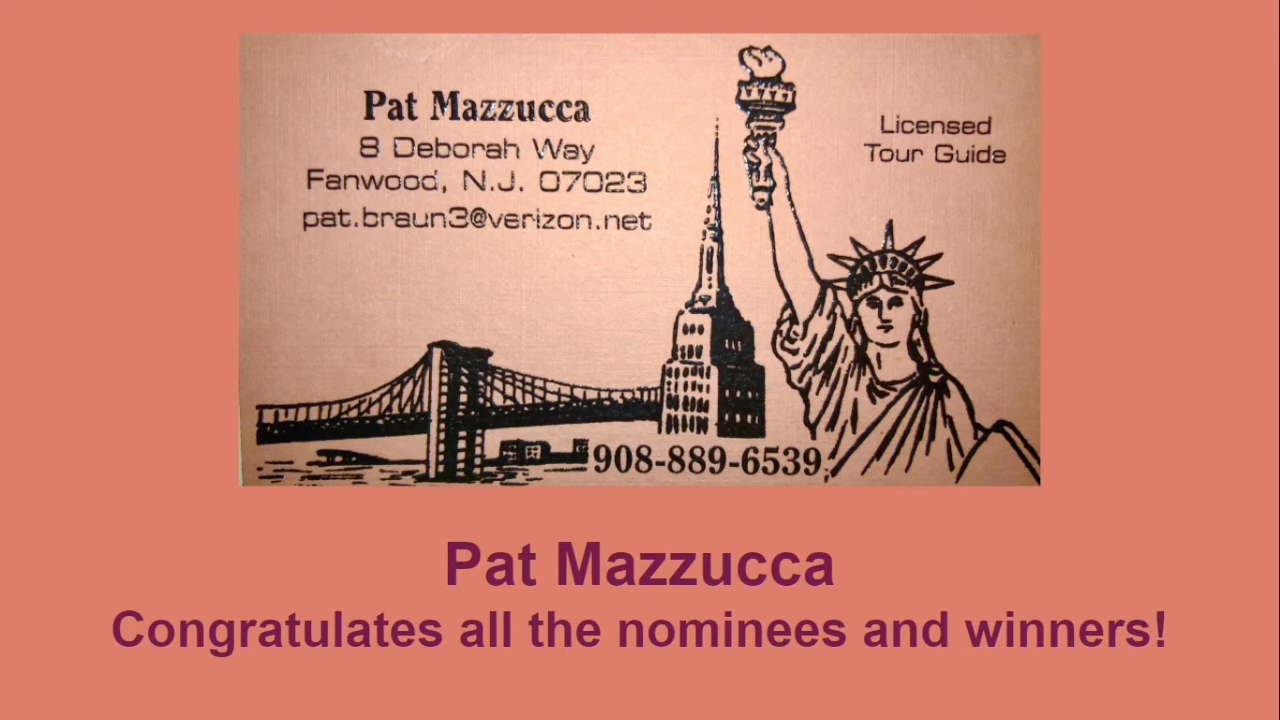 Pat Mazzucca
8 Deborah Way
Fanwood, N.J. 07023
pat.braun3@verizon.net
Licensed
Tour Guide
908-889-6539
Pat Mazzucca
Congratulates all the nominees and winners!